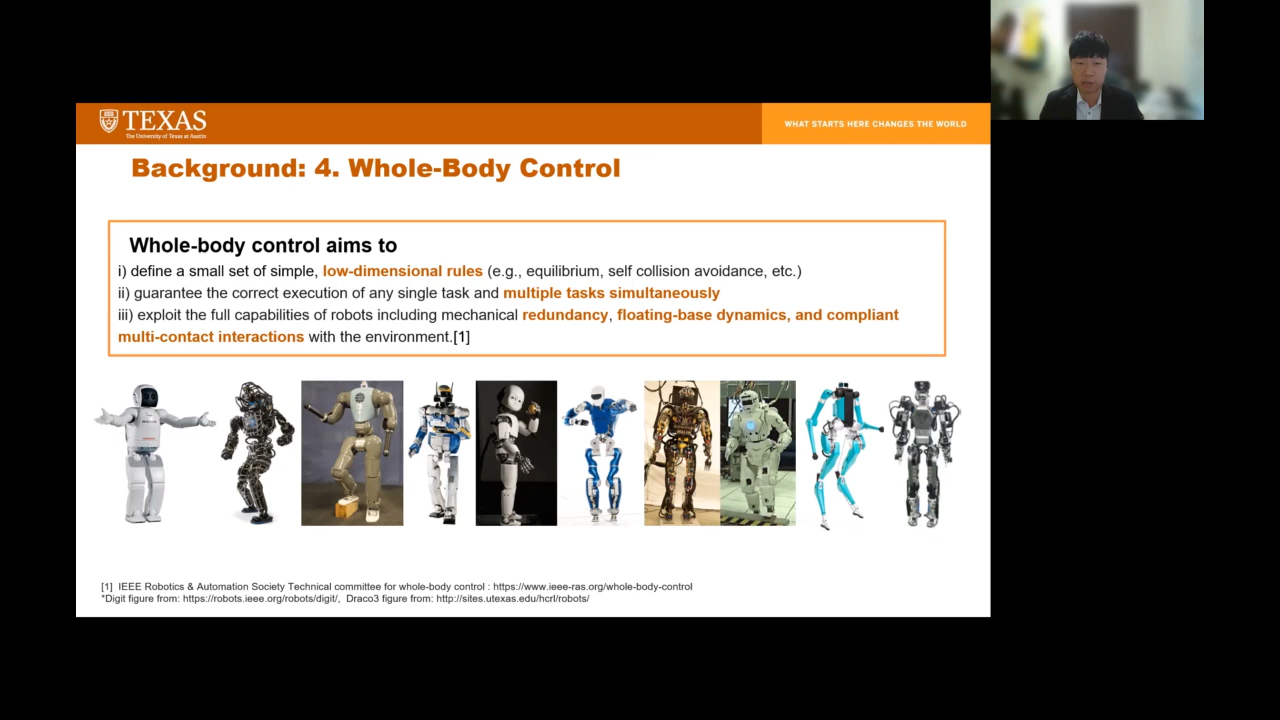 TEXAS
The University of Texas at Austin
WHAT STARTS HERE CHANGES THE WORLD
Background: 4. Whole-Body Control
Whole-body control aims to
i) define a small set of simple, low-dimensional rules (e.g., equilibrium, self collision avoidance, etc.)
ii) guarantee the correct execution of any single task and multiple tasks simultaneously
iii) exploit the full capabilities of robots including mechanical redundancy, floating-base dynamics, and compliant
multi-contact interactions with the environment.[1]
[1] IEEE Robotics & Automation Society Technical committee for whole-body control : https://www.ieee-ras.org/whole-body-control
*Digit figure from: https://robots.ieee.org/robots/digit/, Draco3 figure from: http://sites.utexas.edu/hcrl/robots/